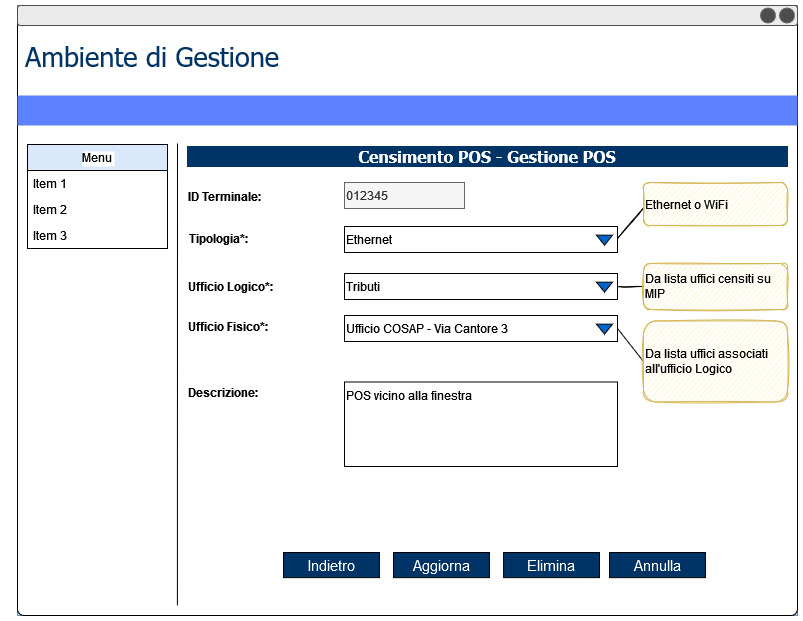 Ambiente di Gestione
Menu
Item 1
Item 2
Item 3
Censimento POS - Gestione POS
ID Terminale:
012345
Ethernet o WiFi
Tipologia*:
Ethernet
Ufficio Logico*:
Tributi
Da lista uffici censiti su
MIP
Ufficio Fisico*:
Ufficio COSAP - Via Cantore 3
Da lista uffici associati
all'ufficio Logico
Descrizione:
POS vicino alla finestra
Indietro
Aggiorna
Elimina
Annulla